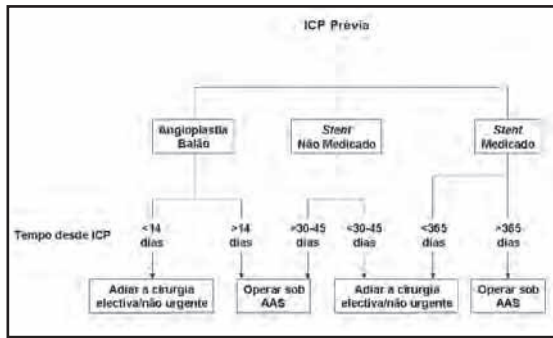 ICP Prévia
Angioplastia
Balão
Stent
Não Medicado
Stent
Medicado
Tempo desde ICP
<14
dias
>14
dias
>30-45
dias
<30-45
dias
<365
dias
>365
dias
Adiar a cirurgia
electiva/não urgente
Operar sob
AAS
Adiar a cirurgia
electiva/não urgente
Operar sob
AAS